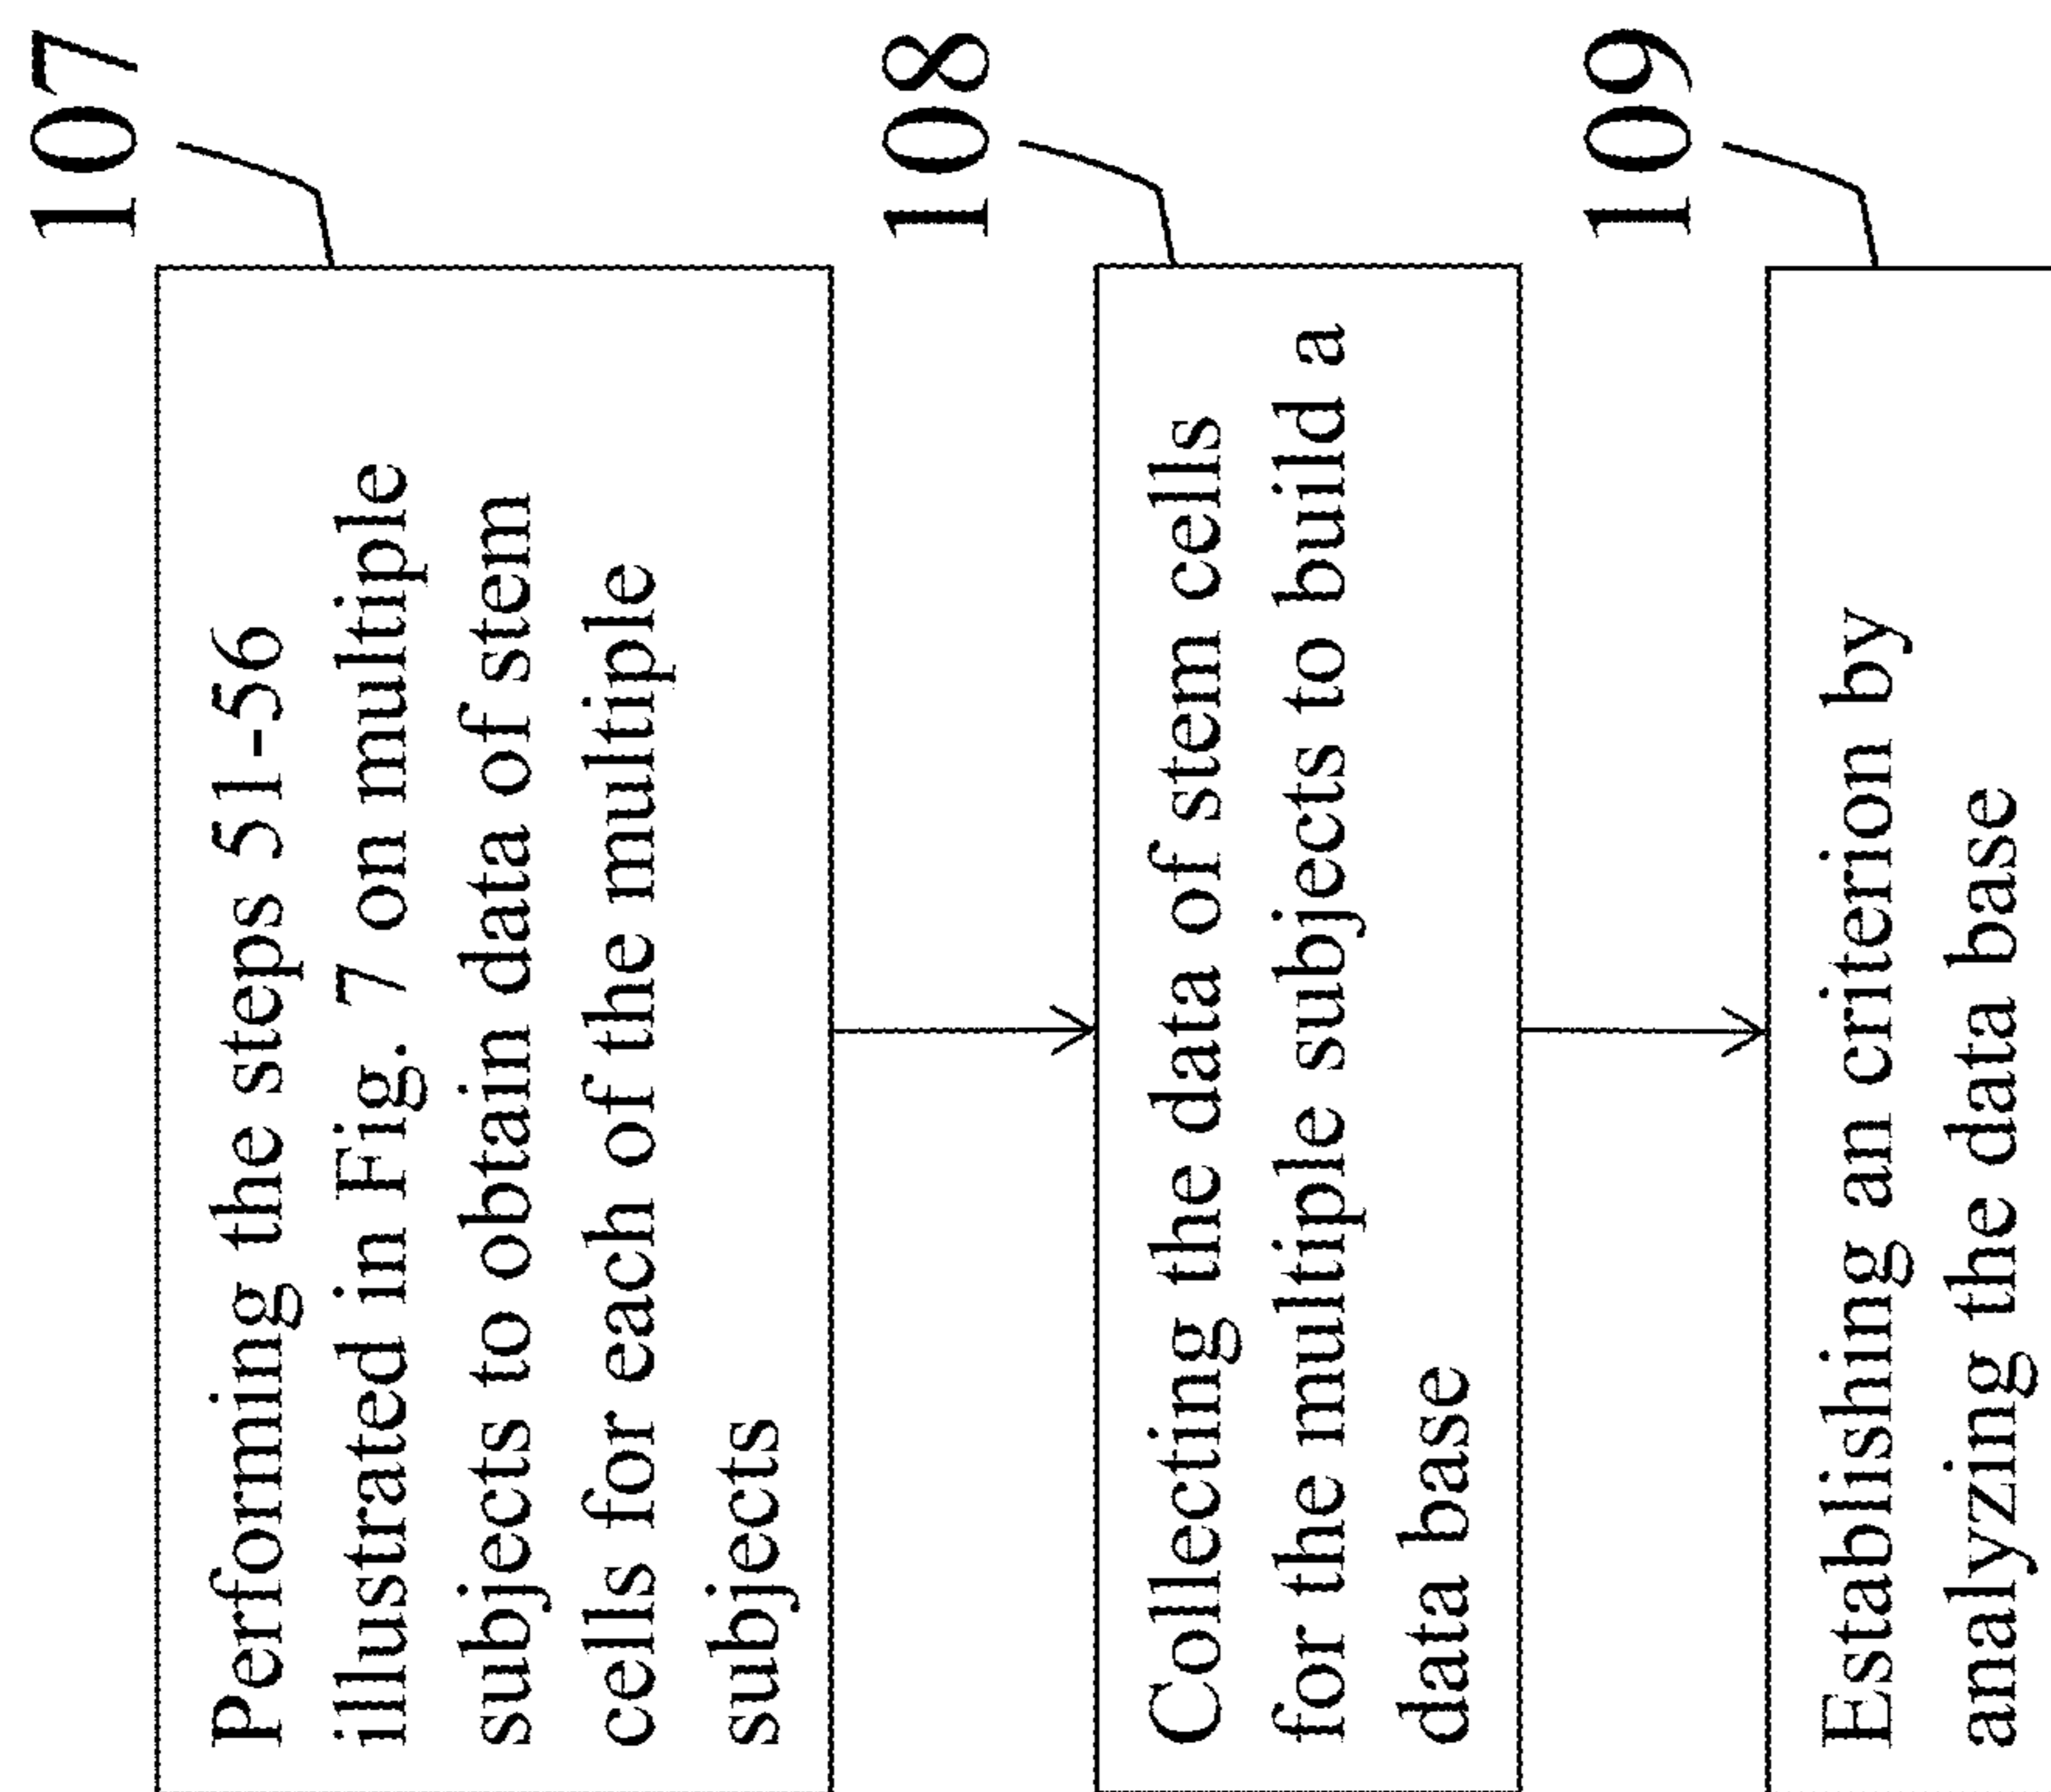 107
Performing the steps 51-56
illustrated in Fig. 7 on multiple
subjects to obtain data of stem
cells for each of the multiple
subjects
108
Collecting the data of stem cells
for the multiple subjects to build a
data base
109
Establishing an criterion by
analyzing the data base